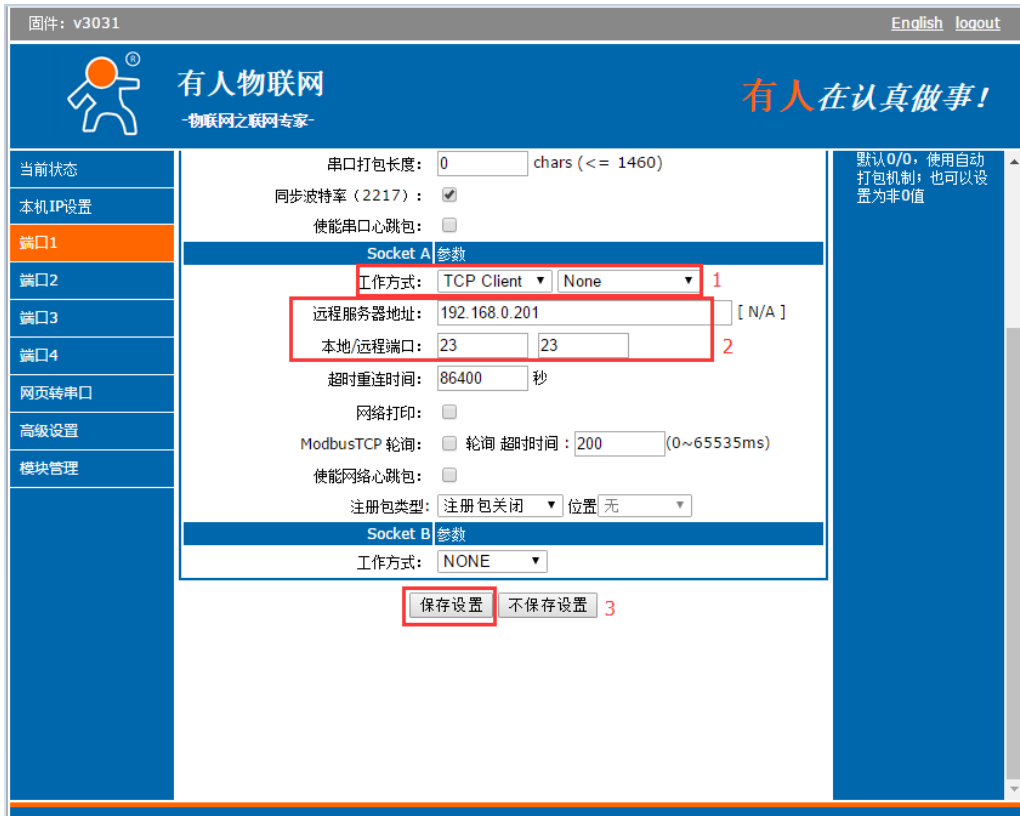 固件：v3031
English logout
®
有人物联网
-物联网之联网专家-
有人在认真做事!
当前状态
本机IP设置
端口1
端口2
端口3
端口4
网页转串口
高级设置
模块管理
串口打包长度： 0 chars (<= 1460)
同步波特率（2217）：
使能串口心跳包：
Socket A 参数
工作方式： TCP Client None 1
远程服务器地址： 192.168.0.201 [ N/A ]
本地/远程端口： 23 23 2
超时重连时间： 86400 秒
网络打印：
ModbusTCP 轮询： 轮询 超时时间：200 (0~65535ms)
使能网络心跳包：
注册包类型: 注册包关闭 位置 无
Socket B 参数
工作方式： NONE
保存设置 不保存设置 3
默认0/0，使用自动
打包机制；也可以设
置为非0值